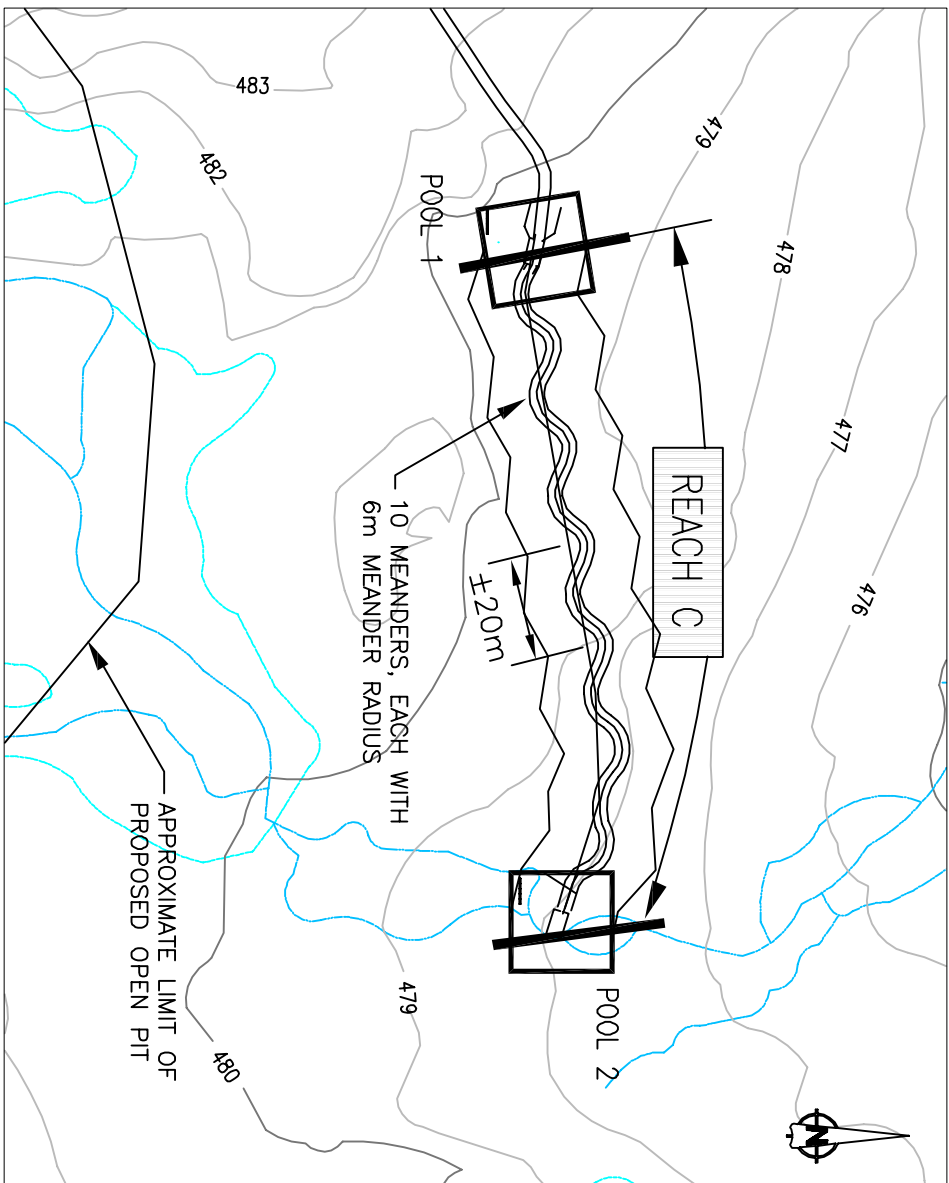 483
482
479
478
477
476
POOL 1
REACH C
±20m
10 MEANDERS, EACH WITH
6m MEANDER RADIUS
POOL 2
479
480
APPROXIMATE LIMIT OF
PROPOSED OPEN PIT
N